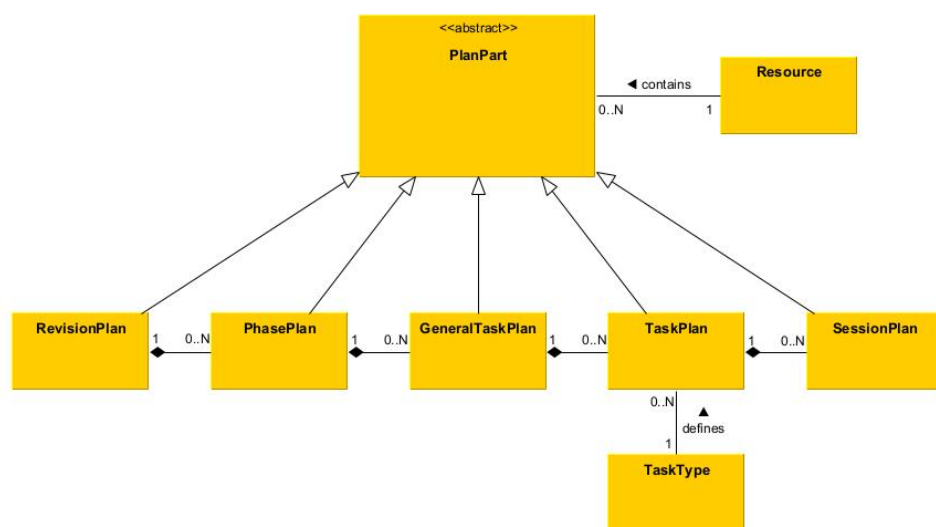 <<abstract>>
PlanPart
Resource
◄ contains
0..N
1
RevisionPlan
PhasePlan
GeneralTaskPlan
TaskPlan
SessionPlan
1
0..N
1
0..N
1
0..N
1
0..N
0..N
▲
defines
1
TaskType